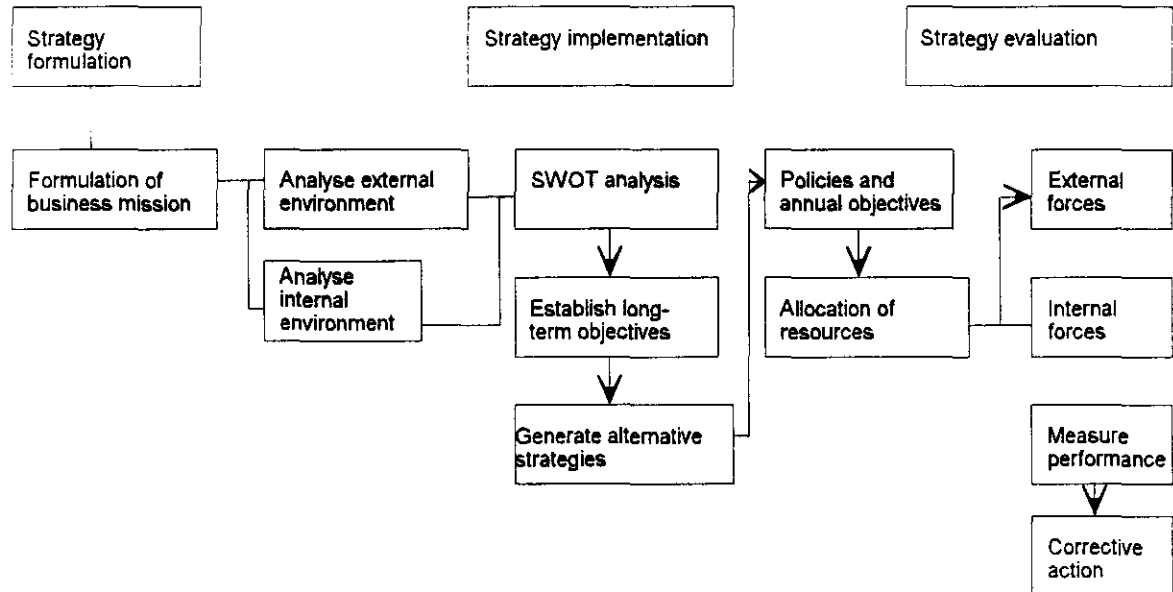 Strategy
formulation
Strategy implementation
Strategy evaluation
Formulation of
business mission
Analyse external
environment
Analyse
internal
environment
SWOT analysis
Establish long-
term objectives
Generate alternative
strategies
Policies and
annual objectives
Allocation of
resources
External
forces
Internal
forces
Measure
performance
Corrective
action